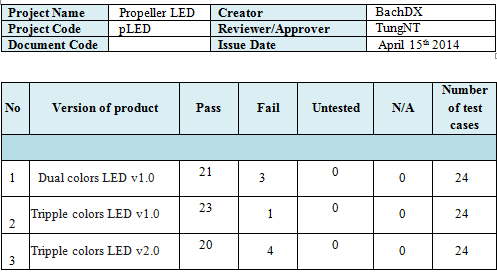 Project Name Propeller LED Creator BachDX
Project Code pLED Reviewer/Approver TungNT
Document Code Issue Date April 15th 2014
No Version of product Pass Fail Untested N/A Number of test cases
1 Dual colors LED v1.0 21 3 0 0 24
2 Tripple colors LED v1.0 23 1 0 0 24
3 Tripple colors LED v2.0 20 4 0 0 24